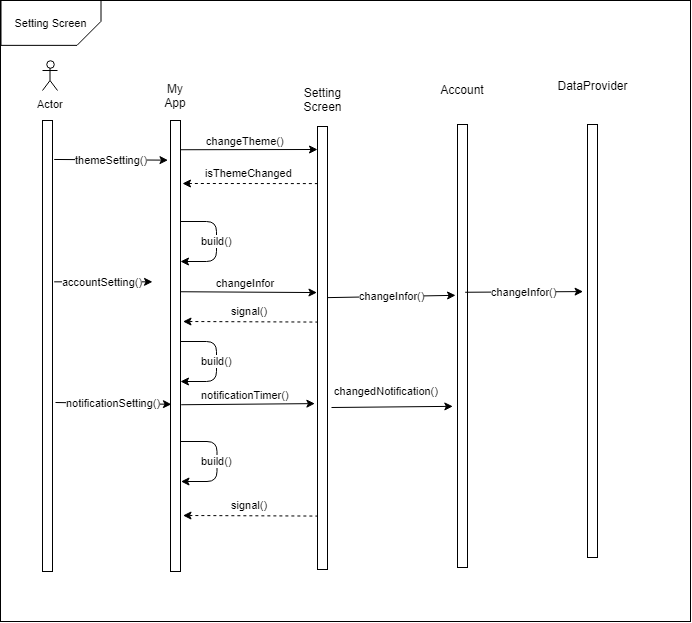 Setting Screen
Actor
My
App
Setting
Screen
Account
DataProvider
changeTheme()
themeSetting()
isThemeChanged
build()
accountSetting()
changeInfor
changeInfor()
changeInfor()
signal()
build()
notificationSetting()
notificationTimer()
changedNotification()
build()
signal()